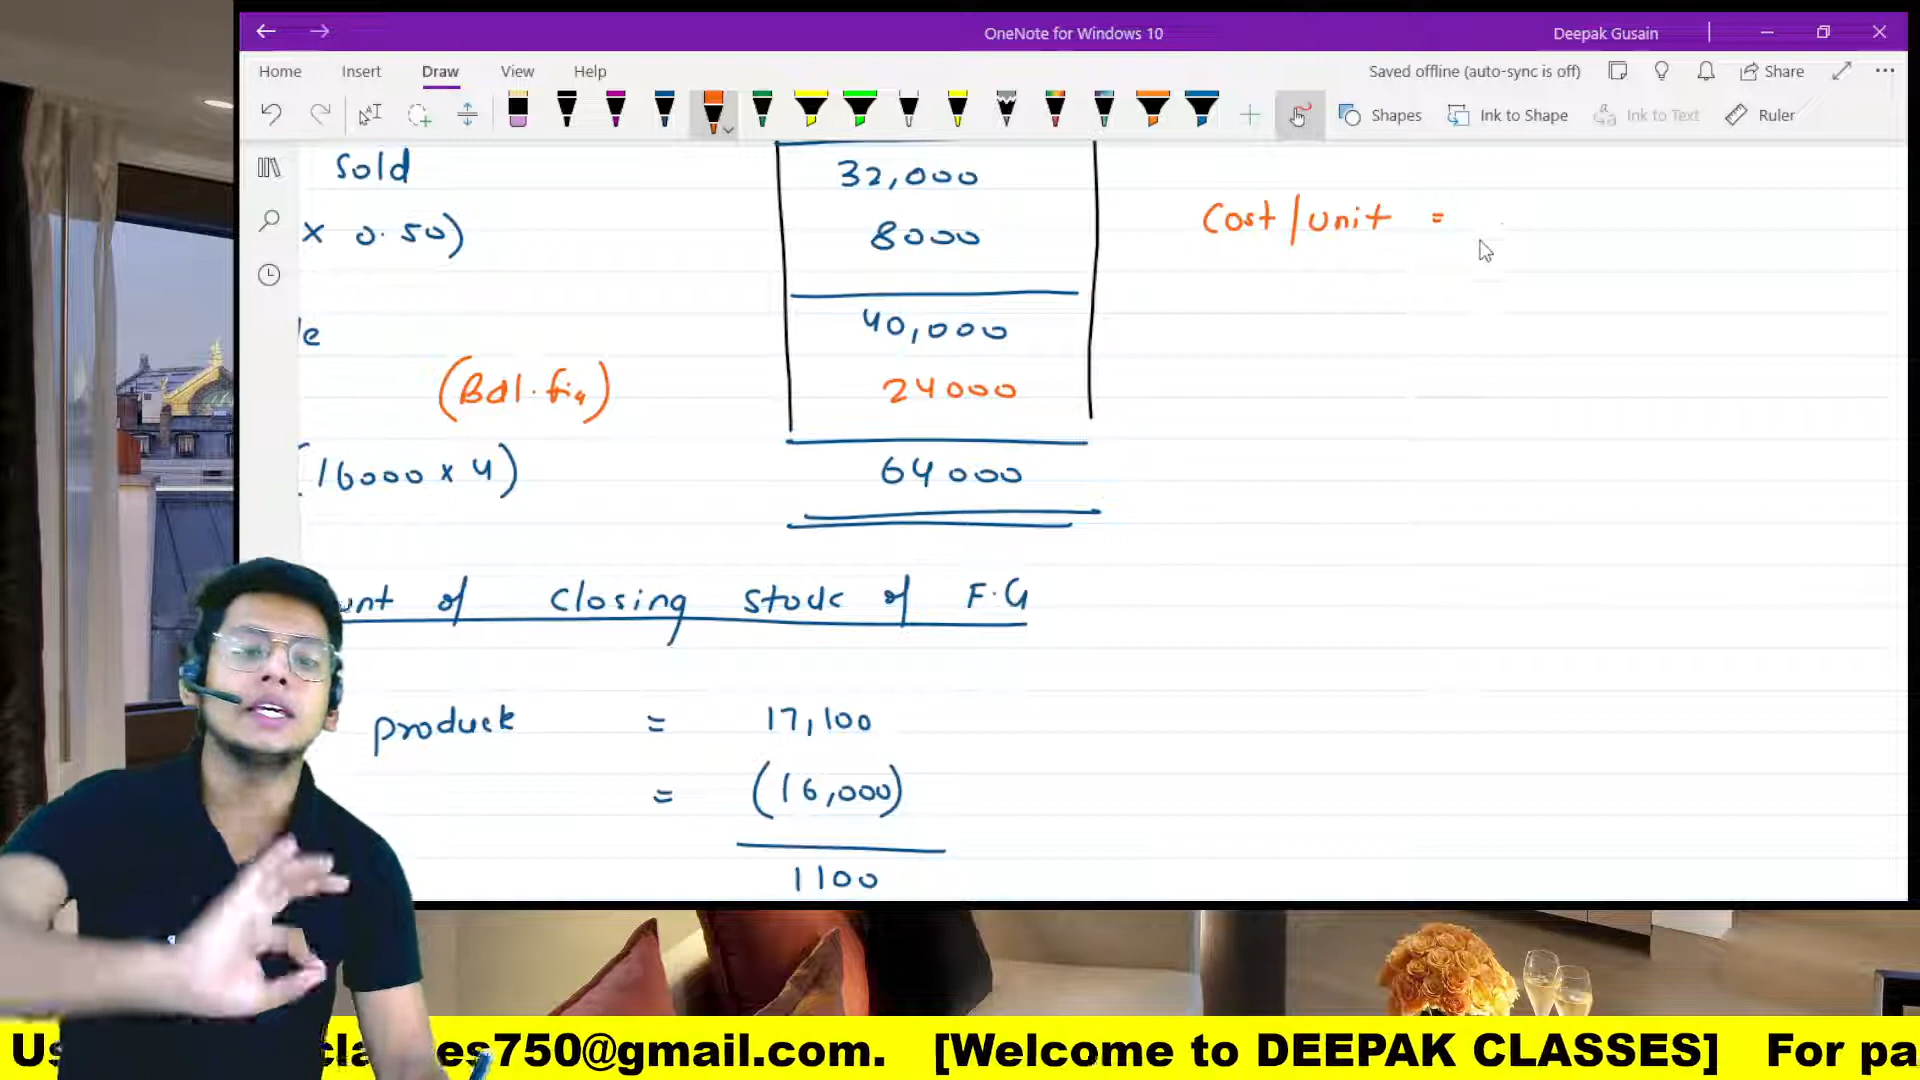 OneNote for Windows 10
Deepak Gusain
Home Insert Draw View Help
Saved offline (auto-sync is off)
Share
Shapes
Ink to Shape
Ink to Text
Ruler
Sold 32,000
x 0.50) 8000
Cost/unit =
le 40,000
(Bal. fig) 24000
(16000 x 4) 64000
unt of Closing Stock of F.G
product = 17,100
= (16,000)
1100
es750@gmail.com. [Welcome to DEEPAK CLASSES] For pa